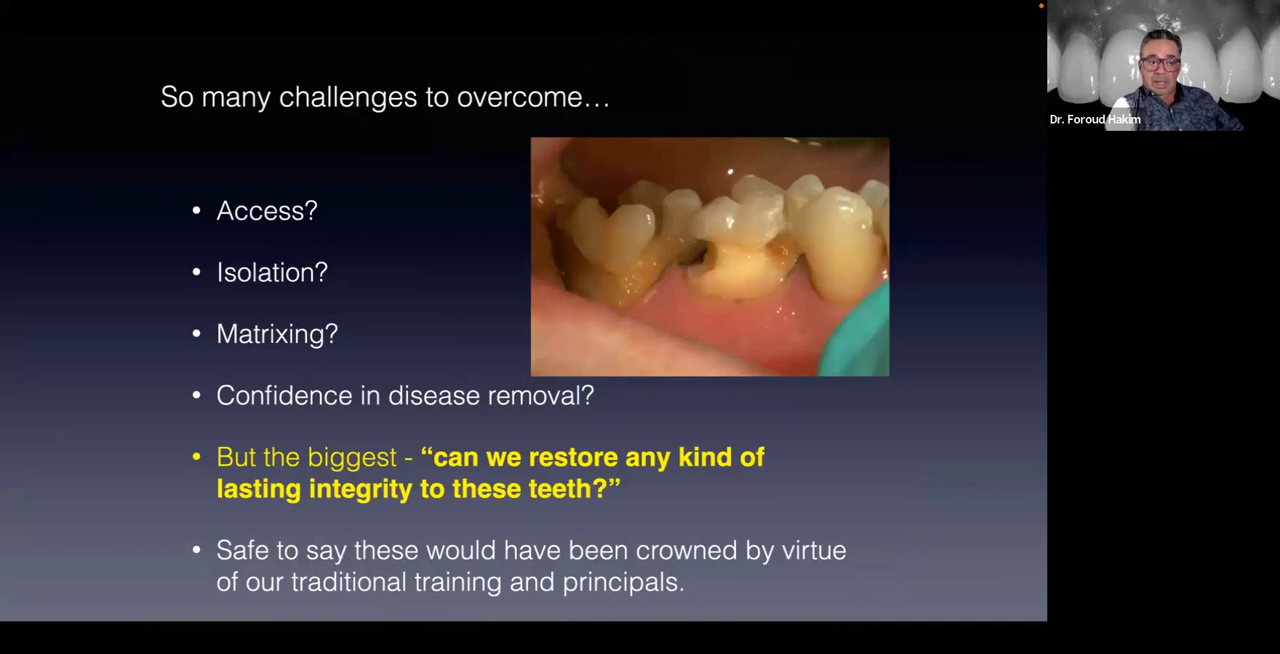 So many challenges to overcome…
• Access?
• Isolation?
• Matrixing?
• Confidence in disease removal?
• But the biggest - “can we restore any kind of
lasting integrity to these teeth?”
• Safe to say these would have been crowned by virtue
of our traditional training and principals.
Dr. Foroud Hakim